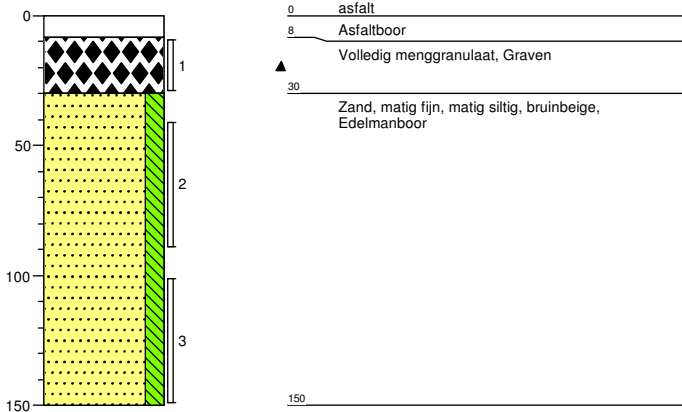 0
50
100
150
1
2
3
0 asfalt
8 Asfaltboor
Volledig menggranulaat, Graven
30
Zand, matig fijn, matig siltig, bruinbeige,
Edelmanboor
150